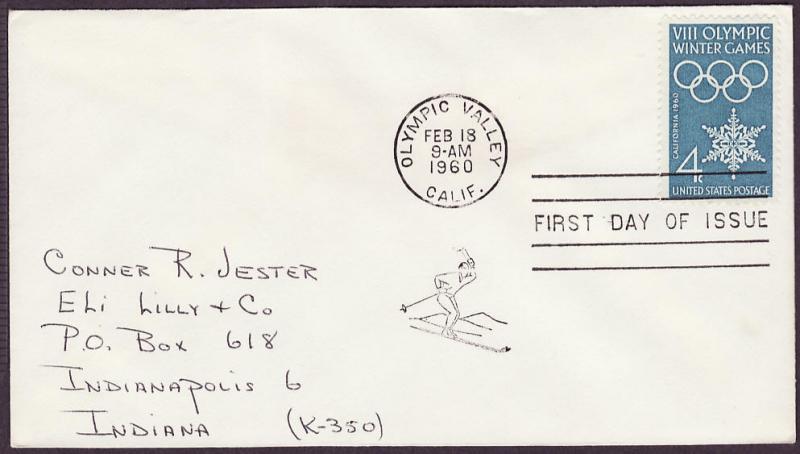 VIII OLYMPIC
WINTER GAMES
CALIFORNIA 1960
4c
UNITED STATES POSTAGE
OLYMPIC VALLEY
FEB 18
9-AM
1960
CALIF.
FIRST DAY OF ISSUE
CONNER R. JESTER
ELi LILLY + Co
P.O. BOX 618
INDIANAPOLIS 6
INDIANA (K-350)